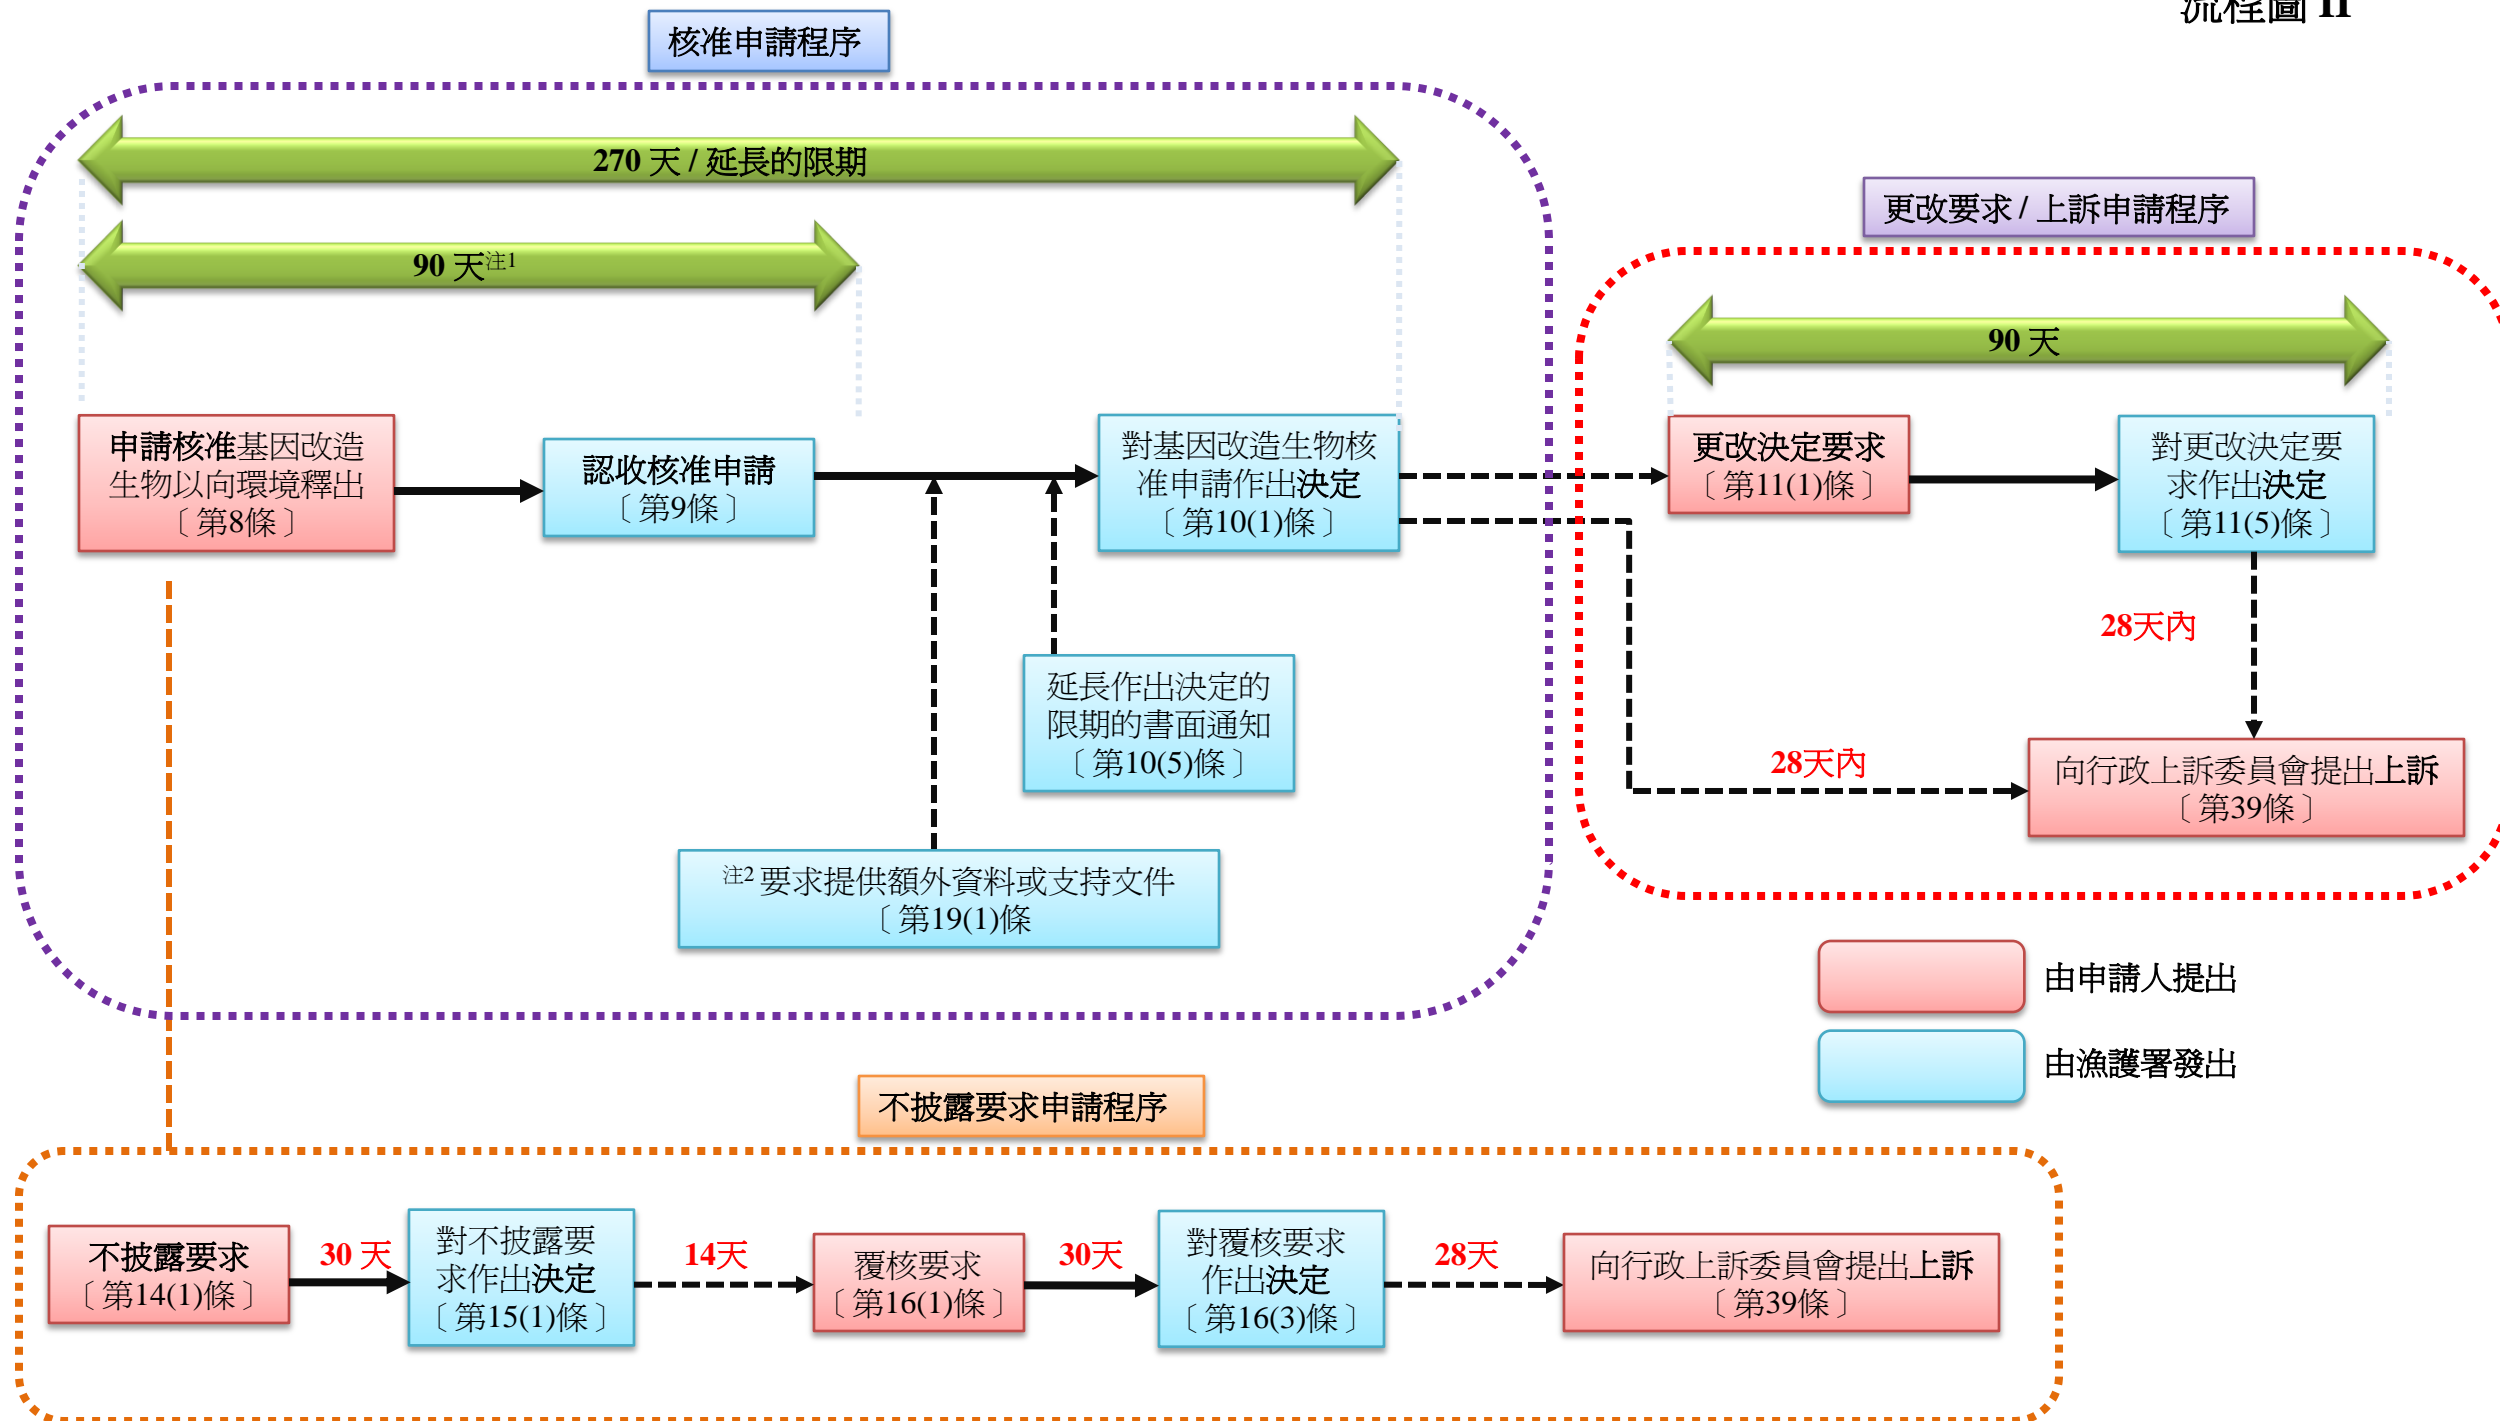 流程圖 II
核准申請程序
270 天 / 延長的限期
90 天注1
申請核准基因改造
生物以向環境釋出
〔 第8條 〕
認收核准申請
〔 第9條 〕
對基因改造生物核
准申請作出決定
〔 第10(1)條 〕
延長作出決定的
限期的書面通知
〔 第10(5)條 〕
注2 要求提供額外資料或支持文件
〔 第19(1)條
更改要求 / 上訴申請程序
90 天
更改決定要求
〔 第11(1)條 〕
對更改決定要
求作出決定
〔 第11(5)條 〕
28天內
28天內
向行政上訴委員會提出上訴
〔 第39條 〕
由申請人提出
由漁護署發出
不披露要求申請程序
不披露要求
〔 第14(1)條 〕
30 天
對不披露要
求作出決定
〔 第15(1)條 〕
14天
覆核要求
〔 第16(1)條 〕
30天
對覆核要求
作出決定
〔 第16(3)條 〕
28天
向行政上訴委員會提出上訴
〔 第39條 〕